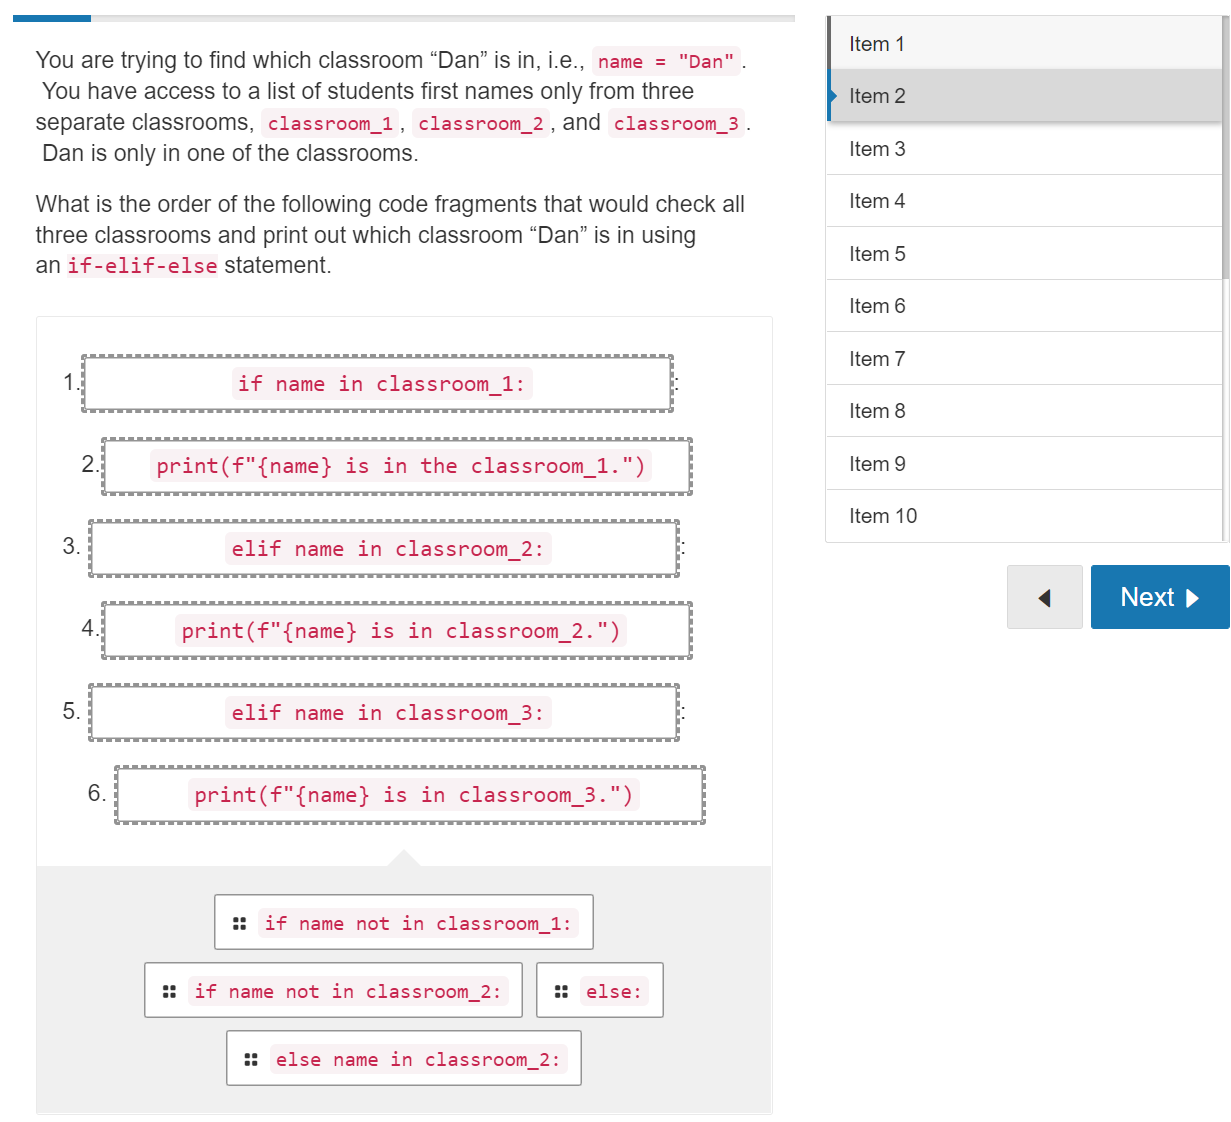 You are trying to find which classroom “Dan” is in, i.e., name = "Dan".
You have access to a list of students first names only from three
separate classrooms, classroom_1, classroom_2, and classroom_3.
Dan is only in one of the classrooms.
What is the order of the following code fragments that would check all
three classrooms and print out which classroom “Dan” is in using
an if-elif-else statement.
1. if name in classroom_1: :
2. print(f"{name} is in the classroom_1.")
3. elif name in classroom_2: :
4. print(f"{name} is in classroom_2.")
5. elif name in classroom_3: :
6. print(f"{name} is in classroom_3.")
if name not in classroom_1:
if name not in classroom_2: else:
else name in classroom_2:
Item 1
Item 2
Item 3
Item 4
Item 5
Item 6
Item 7
Item 8
Item 9
Item 10
Next